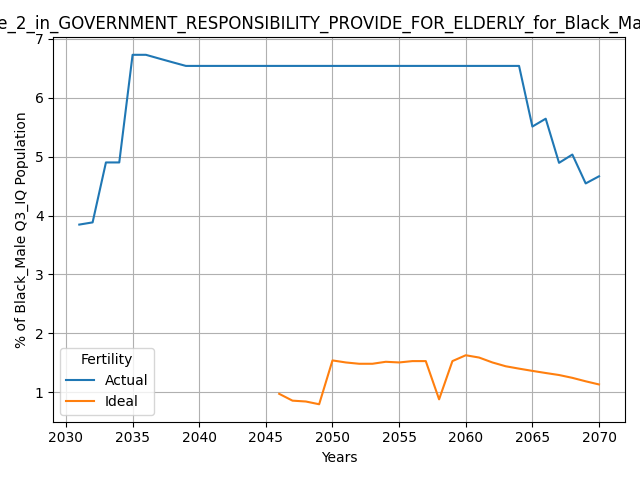 e_2_in_GOVERNMENT_RESPONSIBILITY_PROVIDE_FOR_ELDERLY_for_Black_Ma
% of Black_Male Q3_IQ Population
7
6
5
4
3
2
1
Fertility
Actual
Ideal
2030 2035 2040 2045 2050 2055 2060 2065 2070
Years